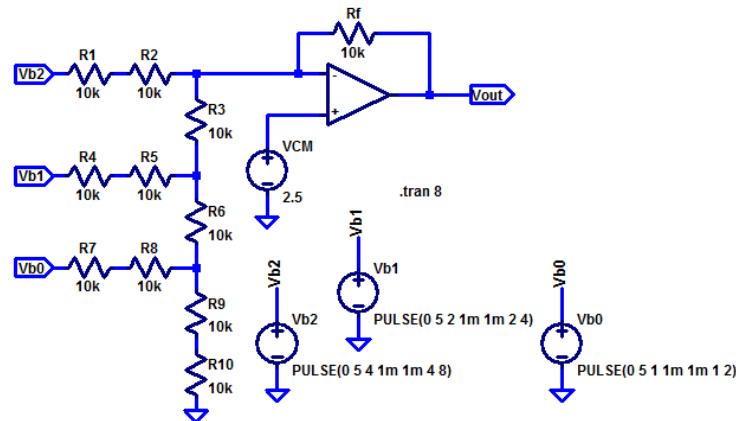 Rf
10k
R1
R2
Vb2
10k
10k
-
+
Vout
R3
10k
VCM
2.5
R4
R5
Vb1
10k
10k
.tran 8
R6
10k
R7
R8
Vb0
10k
10k
R9
10k
R10
10k
Vb2
Vb2
PULSE(0 5 4 1m 1m 4 8)
Vb1
Vb1
PULSE(0 5 2 1m 1m 2 4)
Vb0
Vb0
PULSE(0 5 1 1m 1m 1 2)